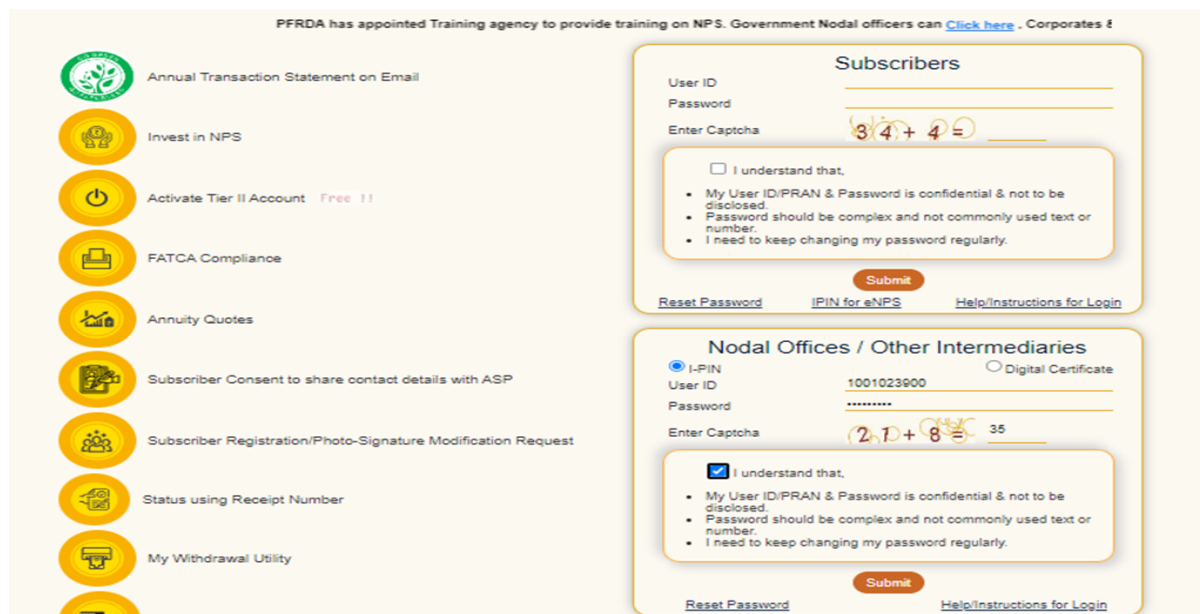 PFRDA has appointed Training agency to provide training on NPS. Government Nodal officers can Click here . Corporates &
Annual Transaction Statement on Email
Invest in NPS
Activate Tier II Account Free !!
FATCA Compliance
Annuity Quotes
Subscriber Consent to share contact details with ASP
Subscriber Registration/Photo-Signature Modification Request
Status using Receipt Number
My Withdrawal Utility
Subscribers
User ID
Password
Enter Captcha 34 + 4 =
I understand that,
• My User ID/PRAN & Password is confidential & not to be
disclosed.
• Password should be complex and not commonly used text or
number.
• I need to keep changing my password regularly.
Submit
Reset Password IPIN for eNPS Help/Instructions for Login
Nodal Offices / Other Intermediaries
I-PIN Digital Certificate
User ID 1001023900
Password •••••••••
Enter Captcha 27 + 8 = 35
I understand that,
• My User ID/PRAN & Password is confidential & not to be
disclosed.
• Password should be complex and not commonly used text or
number.
• I need to keep changing my password regularly.
Submit
Reset Password Help/Instructions for Login